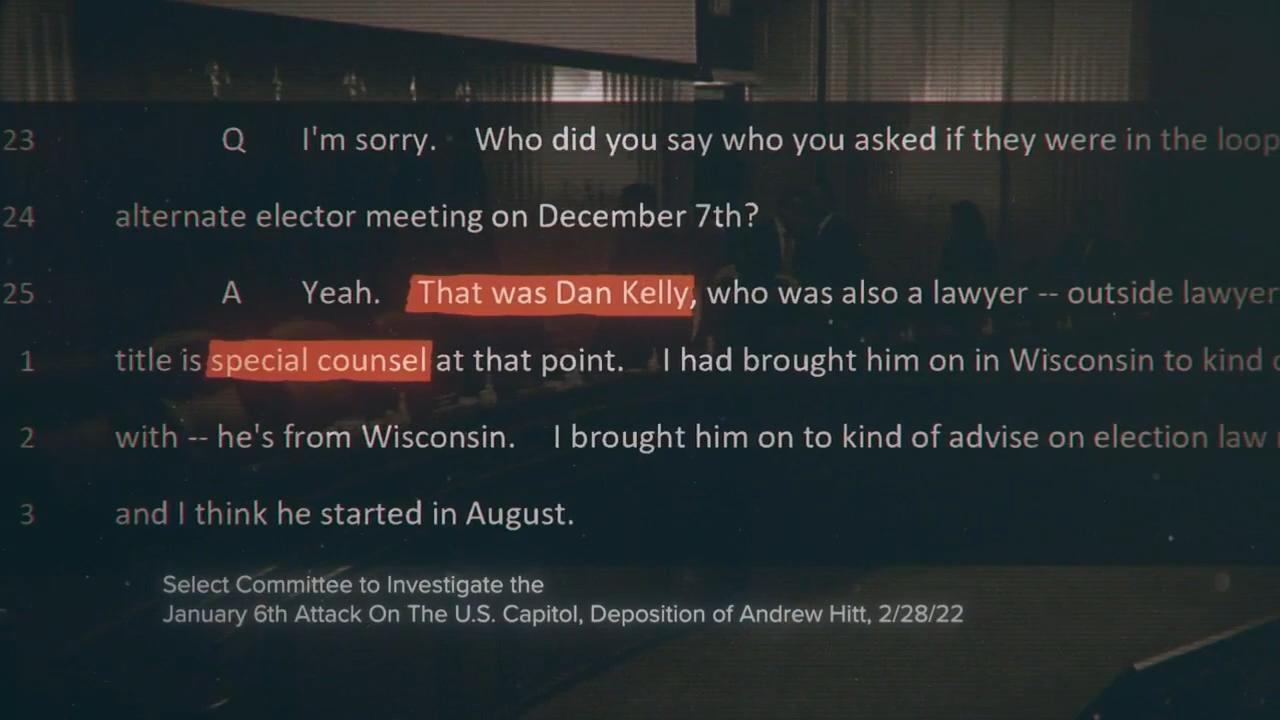 23 Q I'm sorry. Who did you say who you asked if they were in the loop
24 alternate elector meeting on December 7th?
25 A Yeah. That was Dan Kelly, who was also a lawyer -- outside lawyer
1 title is special counsel at that point. I had brought him on in Wisconsin to kind
2 with -- he's from Wisconsin. I brought him on to kind of advise on election law
3 and I think he started in August.
Select Committee to Investigate the
January 6th Attack On The U.S. Capitol, Deposition of Andrew Hitt, 2/28/22